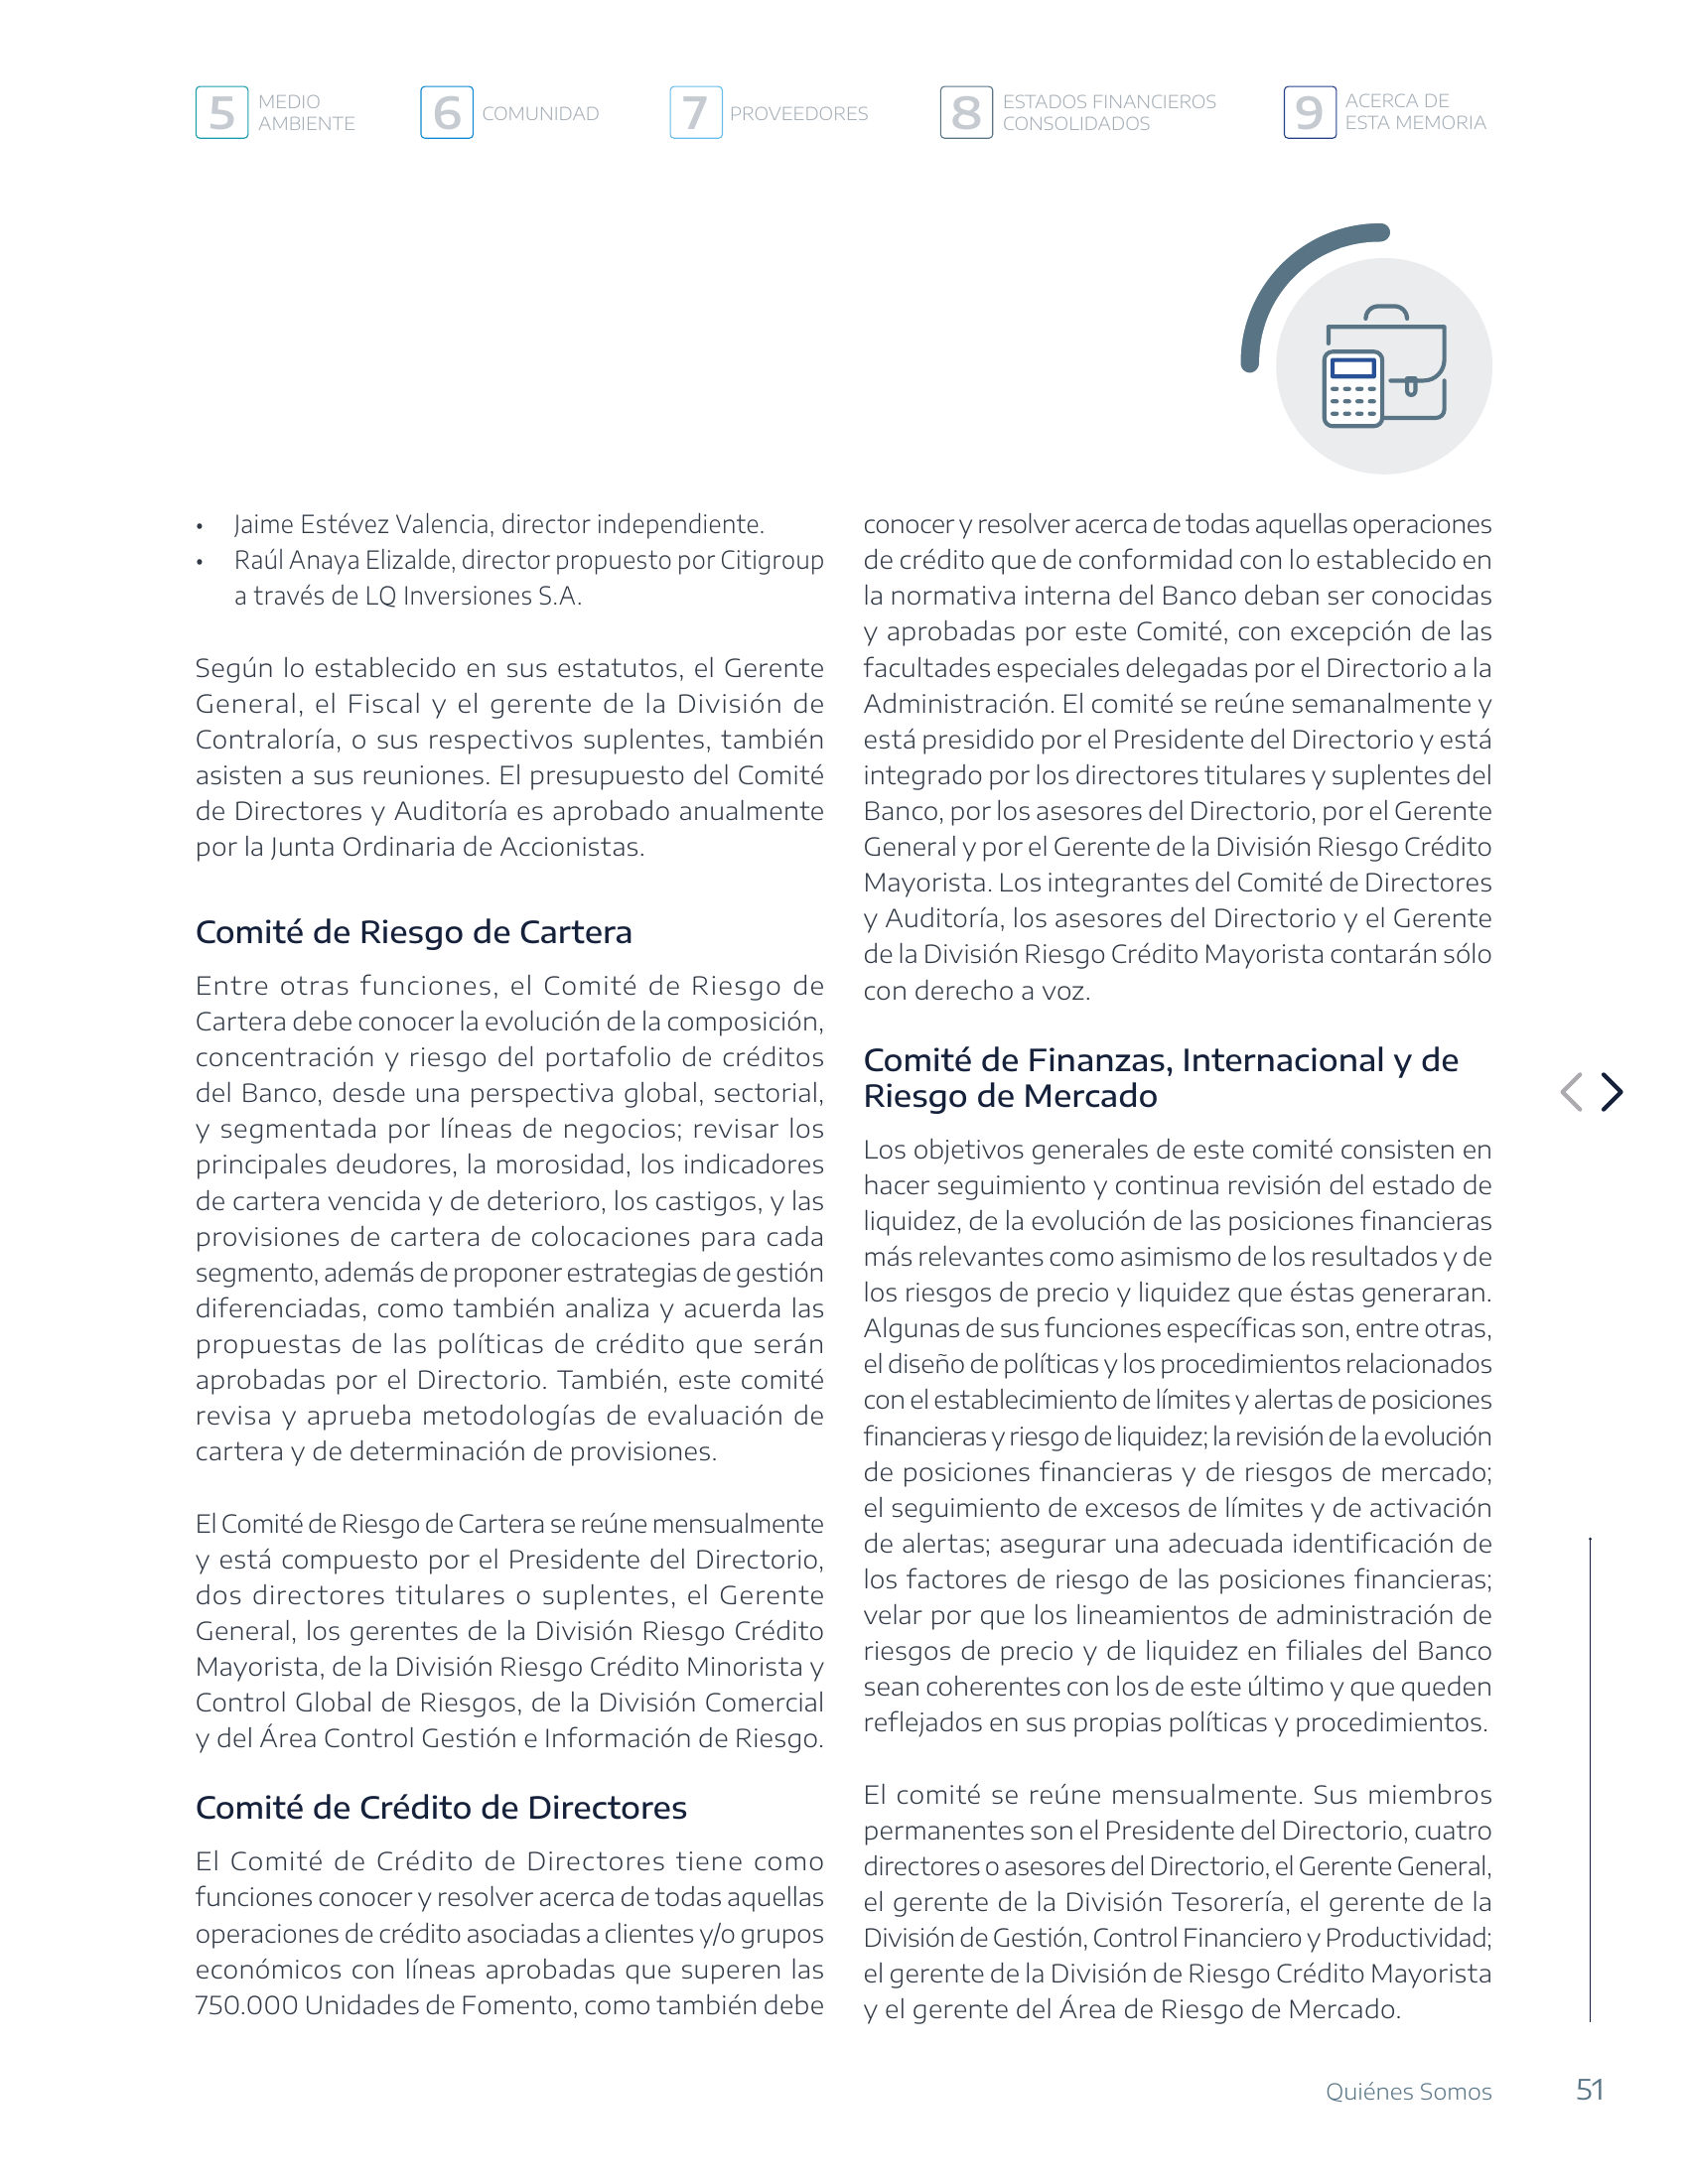 5 MEDIO
AMBIENTE
6 COMUNIDAD
7 PROVEEDORES
8 ESTADOS FINANCIEROS
CONSOLIDADOS
9 ACERCA DE
ESTA MEMORIA
• Jaime Estévez Valencia, director independiente.
• Raúl Anaya Elizalde, director propuesto por Citigroup
a través de LQ Inversiones S.A.
Según lo establecido en sus estatutos, el Gerente
General, el Fiscal y el gerente de la División de
Contraloría, o sus respectivos suplentes, también
asisten a sus reuniones. El presupuesto del Comité
de Directores y Auditoría es aprobado anualmente
por la Junta Ordinaria de Accionistas.
Comité de Riesgo de Cartera
Entre otras funciones, el Comité de Riesgo de
Cartera debe conocer la evolución de la composición,
concentración y riesgo del portafolio de créditos
del Banco, desde una perspectiva global, sectorial,
y segmentada por líneas de negocios; revisar los
principales deudores, la morosidad, los indicadores
de cartera vencida y de deterioro, los castigos, y las
provisiones de cartera de colocaciones para cada
segmento, además de proponer estrategias de gestión
diferenciadas, como también analiza y acuerda las
propuestas de las políticas de crédito que serán
aprobadas por el Directorio. También, este comité
revisa y aprueba metodologías de evaluación de
cartera y de determinación de provisiones.
El Comité de Riesgo de Cartera se reúne mensualmente
y está compuesto por el Presidente del Directorio,
dos directores titulares o suplentes, el Gerente
General, los gerentes de la División Riesgo Crédito
Mayorista, de la División Riesgo Crédito Minorista y
Control Global de Riesgos, de la División Comercial
y del Área Control Gestión e Información de Riesgo.
Comité de Crédito de Directores
El Comité de Crédito de Directores tiene como
funciones conocer y resolver acerca de todas aquellas
operaciones de crédito asociadas a clientes y/o grupos
económicos con líneas aprobadas que superen las
750.000 Unidades de Fomento, como también debe
conocer y resolver acerca de todas aquellas operaciones
de crédito que de conformidad con lo establecido en
la normativa interna del Banco deban ser conocidas
y aprobadas por este Comité, con excepción de las
facultades especiales delegadas por el Directorio a la
Administración. El comité se reúne semanalmente y
está presidido por el Presidente del Directorio y está
integrado por los directores titulares y suplentes del
Banco, por los asesores del Directorio, por el Gerente
General y por el Gerente de la División Riesgo Crédito
Mayorista. Los integrantes del Comité de Directores
y Auditoría, los asesores del Directorio y el Gerente
de la División Riesgo Crédito Mayorista contarán sólo
con derecho a voz.
Comité de Finanzas, Internacional y de
Riesgo de Mercado
Los objetivos generales de este comité consisten en
hacer seguimiento y continua revisión del estado de
liquidez, de la evolución de las posiciones financieras
más relevantes como asimismo de los resultados y de
los riesgos de precio y liquidez que éstas generaran.
Algunas de sus funciones específicas son, entre otras,
el diseño de políticas y los procedimientos relacionados
con el establecimiento de límites y alertas de posiciones
financieras y riesgo de liquidez; la revisión de la evolución
de posiciones financieras y de riesgos de mercado;
el seguimiento de excesos de límites y de activación
de alertas; asegurar una adecuada identificación de
los factores de riesgo de las posiciones financieras;
velar por que los lineamientos de administración de
riesgos de precio y de liquidez en filiales del Banco
sean coherentes con los de este último y que queden
reflejados en sus propias políticas y procedimientos.
El comité se reúne mensualmente. Sus miembros
permanentes son el Presidente del Directorio, cuatro
directores o asesores del Directorio, el Gerente General,
el gerente de la División Tesorería, el gerente de la
División de Gestión, Control Financiero y Productividad;
el gerente de la División de Riesgo Crédito Mayorista
y el gerente del Área de Riesgo de Mercado.
Quiénes Somos 51